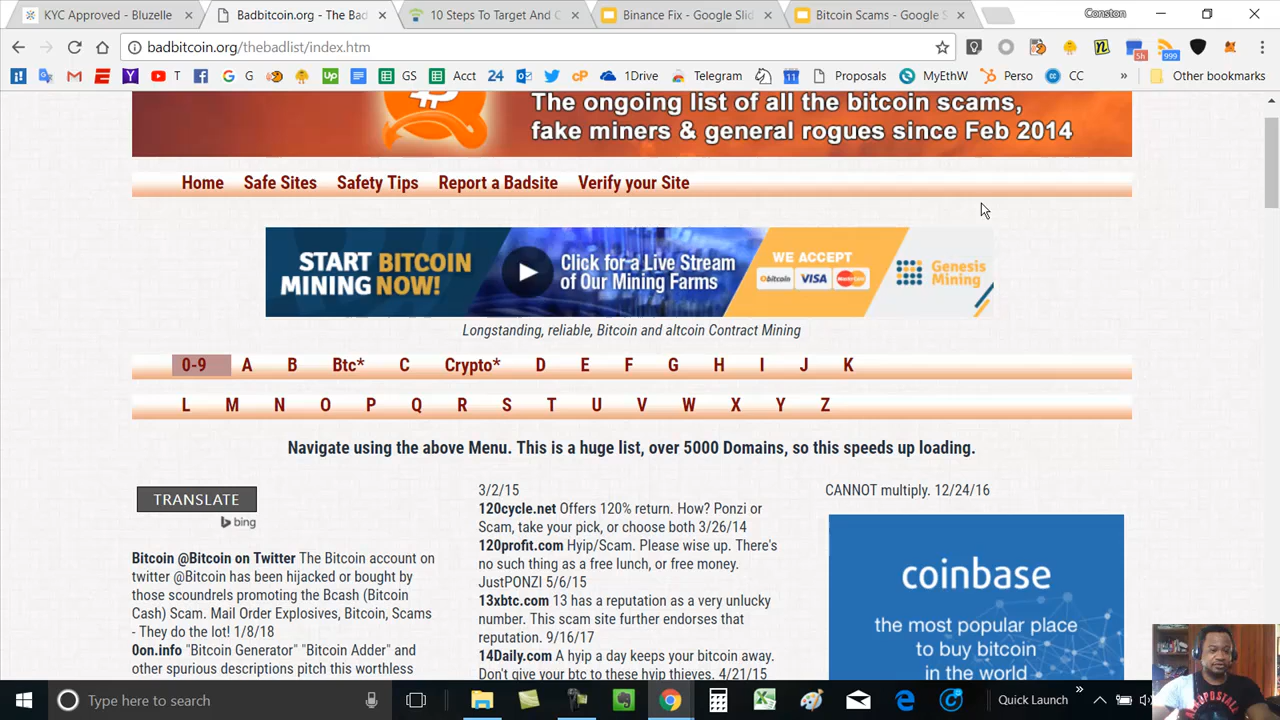 KYC Approved - Bluzelle
Badbitcoin.org - The Bad
10 Steps To Target And C
Binance Fix - Google Slid
Bitcoin Scams - Google S
Conston
badbitcoin.org/thebadlist/index.htm
5h
999
T
G
GS
Acct
24
1Drive
Telegram
11
Proposals
MyEthW
Perso
CC
»
Other bookmarks
The ongoing list of all the bitcoin scams,
fake miners & general rogues since Feb 2014
Home
Safe Sites
Safety Tips
Report a Badsite
Verify your Site
START BITCOIN
MINING NOW!
Click for a Live Stream
of Our Mining Farms
WE ACCEPT
bitcoin
VISA
MasterCard
Genesis
Mining
Longstanding, reliable, Bitcoin and altcoin Contract Mining
0-9 A B Btc* C Crypto* D E F G H I J K
L M N O P Q R S T U V W X Y Z
Navigate using the above Menu. This is a huge list, over 5000 Domains, so this speeds up loading.
TRANSLATE
bing
Bitcoin @Bitcoin on Twitter The Bitcoin account on
twitter @Bitcoin has been hijacked or bought by
those scoundrels promoting the Bcash (Bitcoin
Cash) Scam. Mail Order Explosives, Bitcoin, Scams
- They do the lot! 1/8/18
0on.info "Bitcoin Generator" "Bitcoin Adder" and
other spurious descriptions pitch this worthless
3/2/15
120cycle.net Offers 120% return. How? Ponzi or
Scam, take your pick, or choose both 3/26/14
120profit.com Hyip/Scam. Please wise up. There's
no such thing as a free lunch, or free money.
JustPONZI 5/6/15
13xbtc.com 13 has a reputation as a very unlucky
number. This scam site further endorses that
reputation. 9/16/17
14Daily.com A hyip a day keeps your bitcoin away.
Don't give your btc to these hyip thieves. 4/21/15
CANNOT multiply. 12/24/16
coinbase
the most popular place
to buy bitcoin
in the world
Type here to search
Quick Launch
»